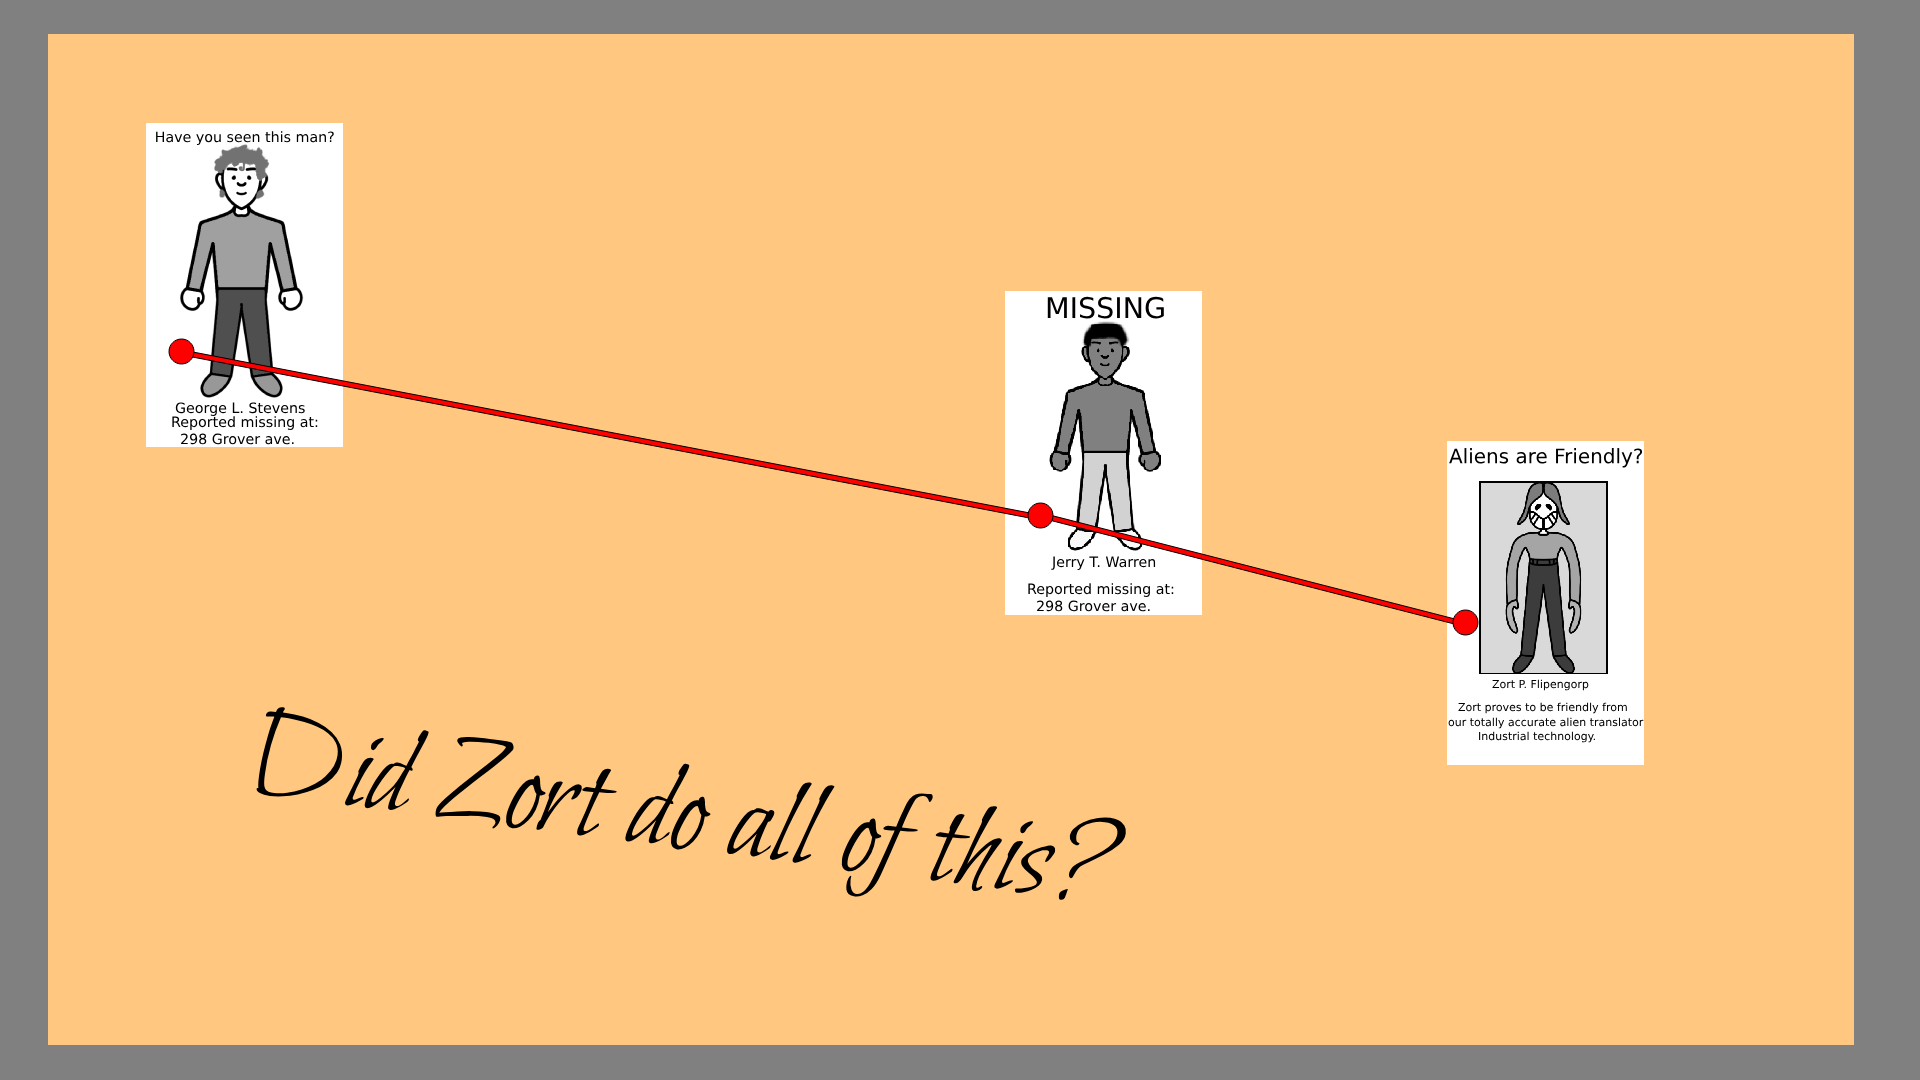 Have you seen this man?
George L. Stevens
Reported missing at:
298 Grover ave.
MISSING
Jerry T. Warren
Reported missing at:
298 Grover ave.
Aliens are Friendly?
Zort P. Flipengorp
Zort proves to be friendly from
our totally accurate alien translator
Industrial technology.
Did Zort do all of this?